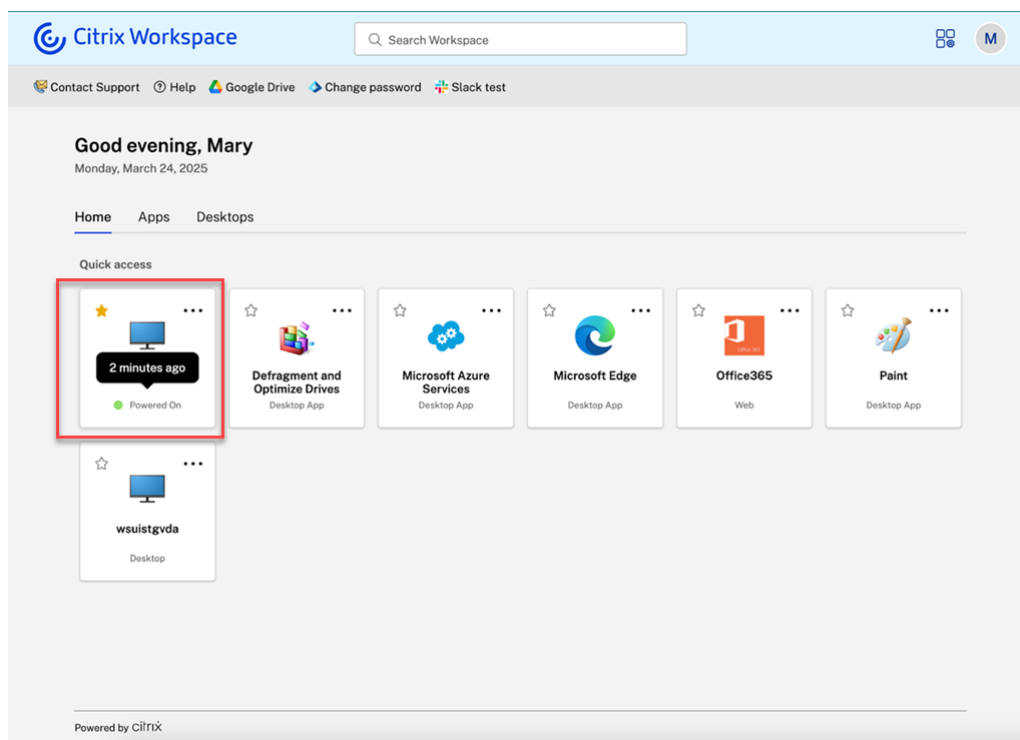 Citrix Workspace
Search Workspace
M
Contact Support Help Google Drive Change password Slack test
Good evening, Mary
Monday, March 24, 2025
Home Apps Desktops
Quick access
2 minutes ago
Powered On
Defragment and
Optimize Drives
Desktop App
Microsoft Azure
Services
Desktop App
Microsoft Edge
Desktop App
Office 365
Office365
Web
Paint
Desktop App
wsuistgvda
Desktop
Powered by citrix